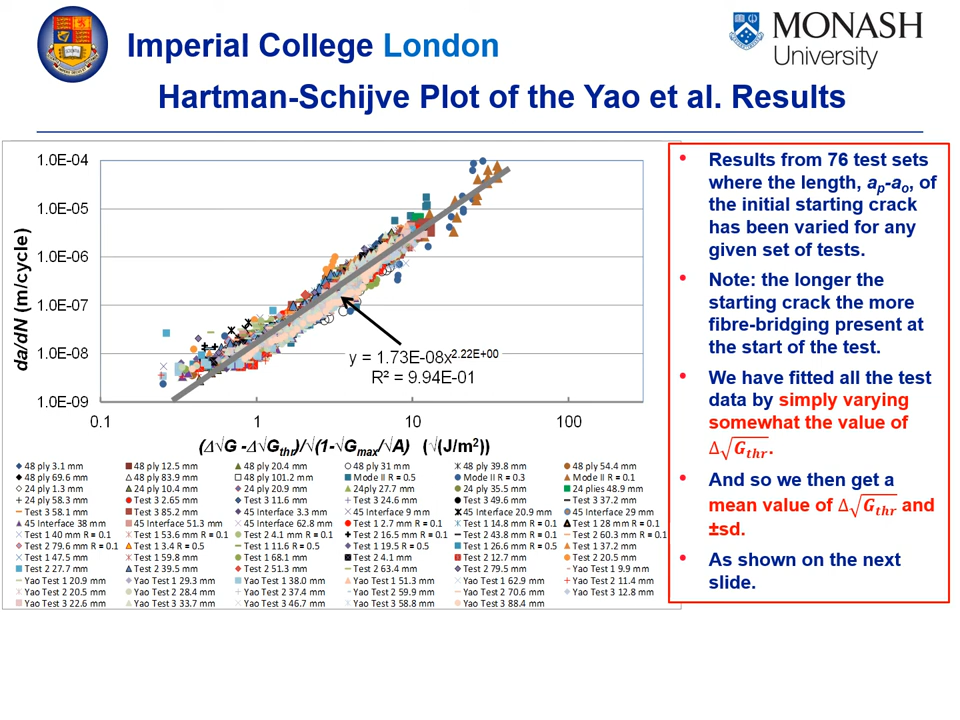 Imperial College London
MONASH
University
Hartman-Schijve Plot of the Yao et al. Results
1.0E-04
1.0E-05
1.0E-06
1.0E-07
1.0E-08
1.0E-09
da/dN (m/cycle)
y = 1.73E-08x^2.22E+00
R² = 9.94E-01
0.1 1 10 100
(Δ√G -Δ√Gthr)/√(1-√Gmax/√A) (√(J/m²))
48 ply 3.1 mm 48 ply 12.5 mm 48 ply 20.4 mm 48 ply 31 mm 48 ply 39.8 mm 48 ply 54.4 mm
48 ply 69.6 mm 48 ply 83.9 mm 48 ply 101.2 mm Mode II R = 0.5 Mode II R = 0.3 Mode II R = 0.1
24 ply 1.3 mm 24 ply 10.4 mm 24 ply 20.9 mm 24ply 27.7 mm 24 ply 35.5 mm 24 plies 48.9 mm
24 ply 58.3 mm Test 3 2.65 mm Test 3 11.6 mm Test 3 24.6 mm Test 3 49.6 mm Test 3 37.2 mm
Test 3 58.1 mm Test 3 85.2 mm 45 Interface 3.3 mm 45 Interface 9 mm 45 Interface 20.9 mm 45 Interface 29 mm
45 Interface 38 mm 45 Interface 51.3 mm 45 Interface 62.8 mm Test 1 2.7 mm R = 0.1 Test 1 14.8 mm R = 0.1 Test 1 28 mm R = 0.1
Test 1 40 mm R = 0.1 Test 1 53.6 mm R = 0.1 Test 2 4.1 mm R = 0.1 Test 2 16.5 mm R = 0.1 Test 2 43.8 mm R = 0.1 Test 2 60.3 mm R = 0.1
Test 2 79.6 mm R = 0.1 Test 1 3.4 R = 0.5 Test 1 11.6 R = 0.5 Test 1 19.5 R = 0.5 Test 1 26.6 mm R = 0.5 Test 1 37.2 mm
Test 1 47.5 mm Test 1 59.8 mm Test 1 68.1 mm Test 2 4.1 mm Test 2 12.7 mm Test 2 20.5 mm
Test 2 27.7 mm Test 2 39.5 mm Test 2 51.3 mm Test 2 63.4 mm Test 2 79.5 mm Yao Test 1 9.9 mm
Yao Test 1 20.9 mm Yao Test 1 29.3 mm Yao Test 1 38.0 mm Yao Test 1 51.3 mm Yao Test 1 62.9 mm Yao Test 2 11.4 mm
Yao Test 2 20.5 mm Yao Test 2 28.4 mm Yao Test 2 37.4 mm Yao Test 2 59.9 mm Yao Test 2 70.6 mm Yao Test 3 12.8 mm
Yao Test 3 22.6 mm Yao Test 3 33.7 mm Yao Test 3 46.7 mm Yao Test 3 58.8 mm Yao Test 3 88.4 mm
• Results from 76 test sets
where the length, ap-ao, of
the initial starting crack
has been varied for any
given set of tests.
• Note: the longer the
starting crack the more
fibre-bridging present at
the start of the test.
• We have fitted all the test
data by simply varying
somewhat the value of
Δ√Gthr.
• And so we then get a
mean value of Δ√Gthr and
±sd.
• As shown on the next
slide.